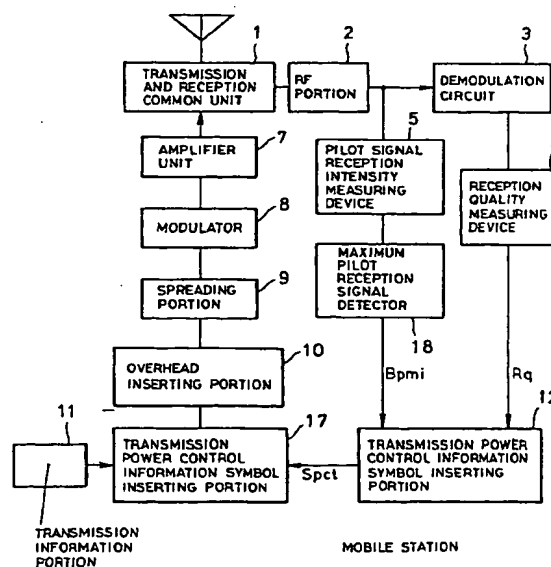 1
2
3
TRANSMISSION
AND RECEPTION
COMMON UNIT
RF
PORTION
DEMODULATION
CIRCUIT
5
7
AMPLIFIER
UNIT
PILOT SIGNAL
RECEPTION
INTENSITY
MEASURING
DEVICE
RECEPTION
QUALITY
MEASURING
DEVICE
8
MODULATOR
MAXIMUM
PILOT
RECEPTION
SIGNAL
DETECTOR
18
9
SPREADING
PORTION
10
OVERHEAD
INSERTING PORTION
Bpmi
Rq
11
17
12
TRANSMISSION
POWER CONTROL
INFORMATION SYMBOL
INSERTING PORTION
Spct
TRANSMISSION POWER
CONTROL INFORMATION
SYMBOL INSERTING
PORTION
TRANSMISSION
INFORMATION
PORTION
MOBILE STATION